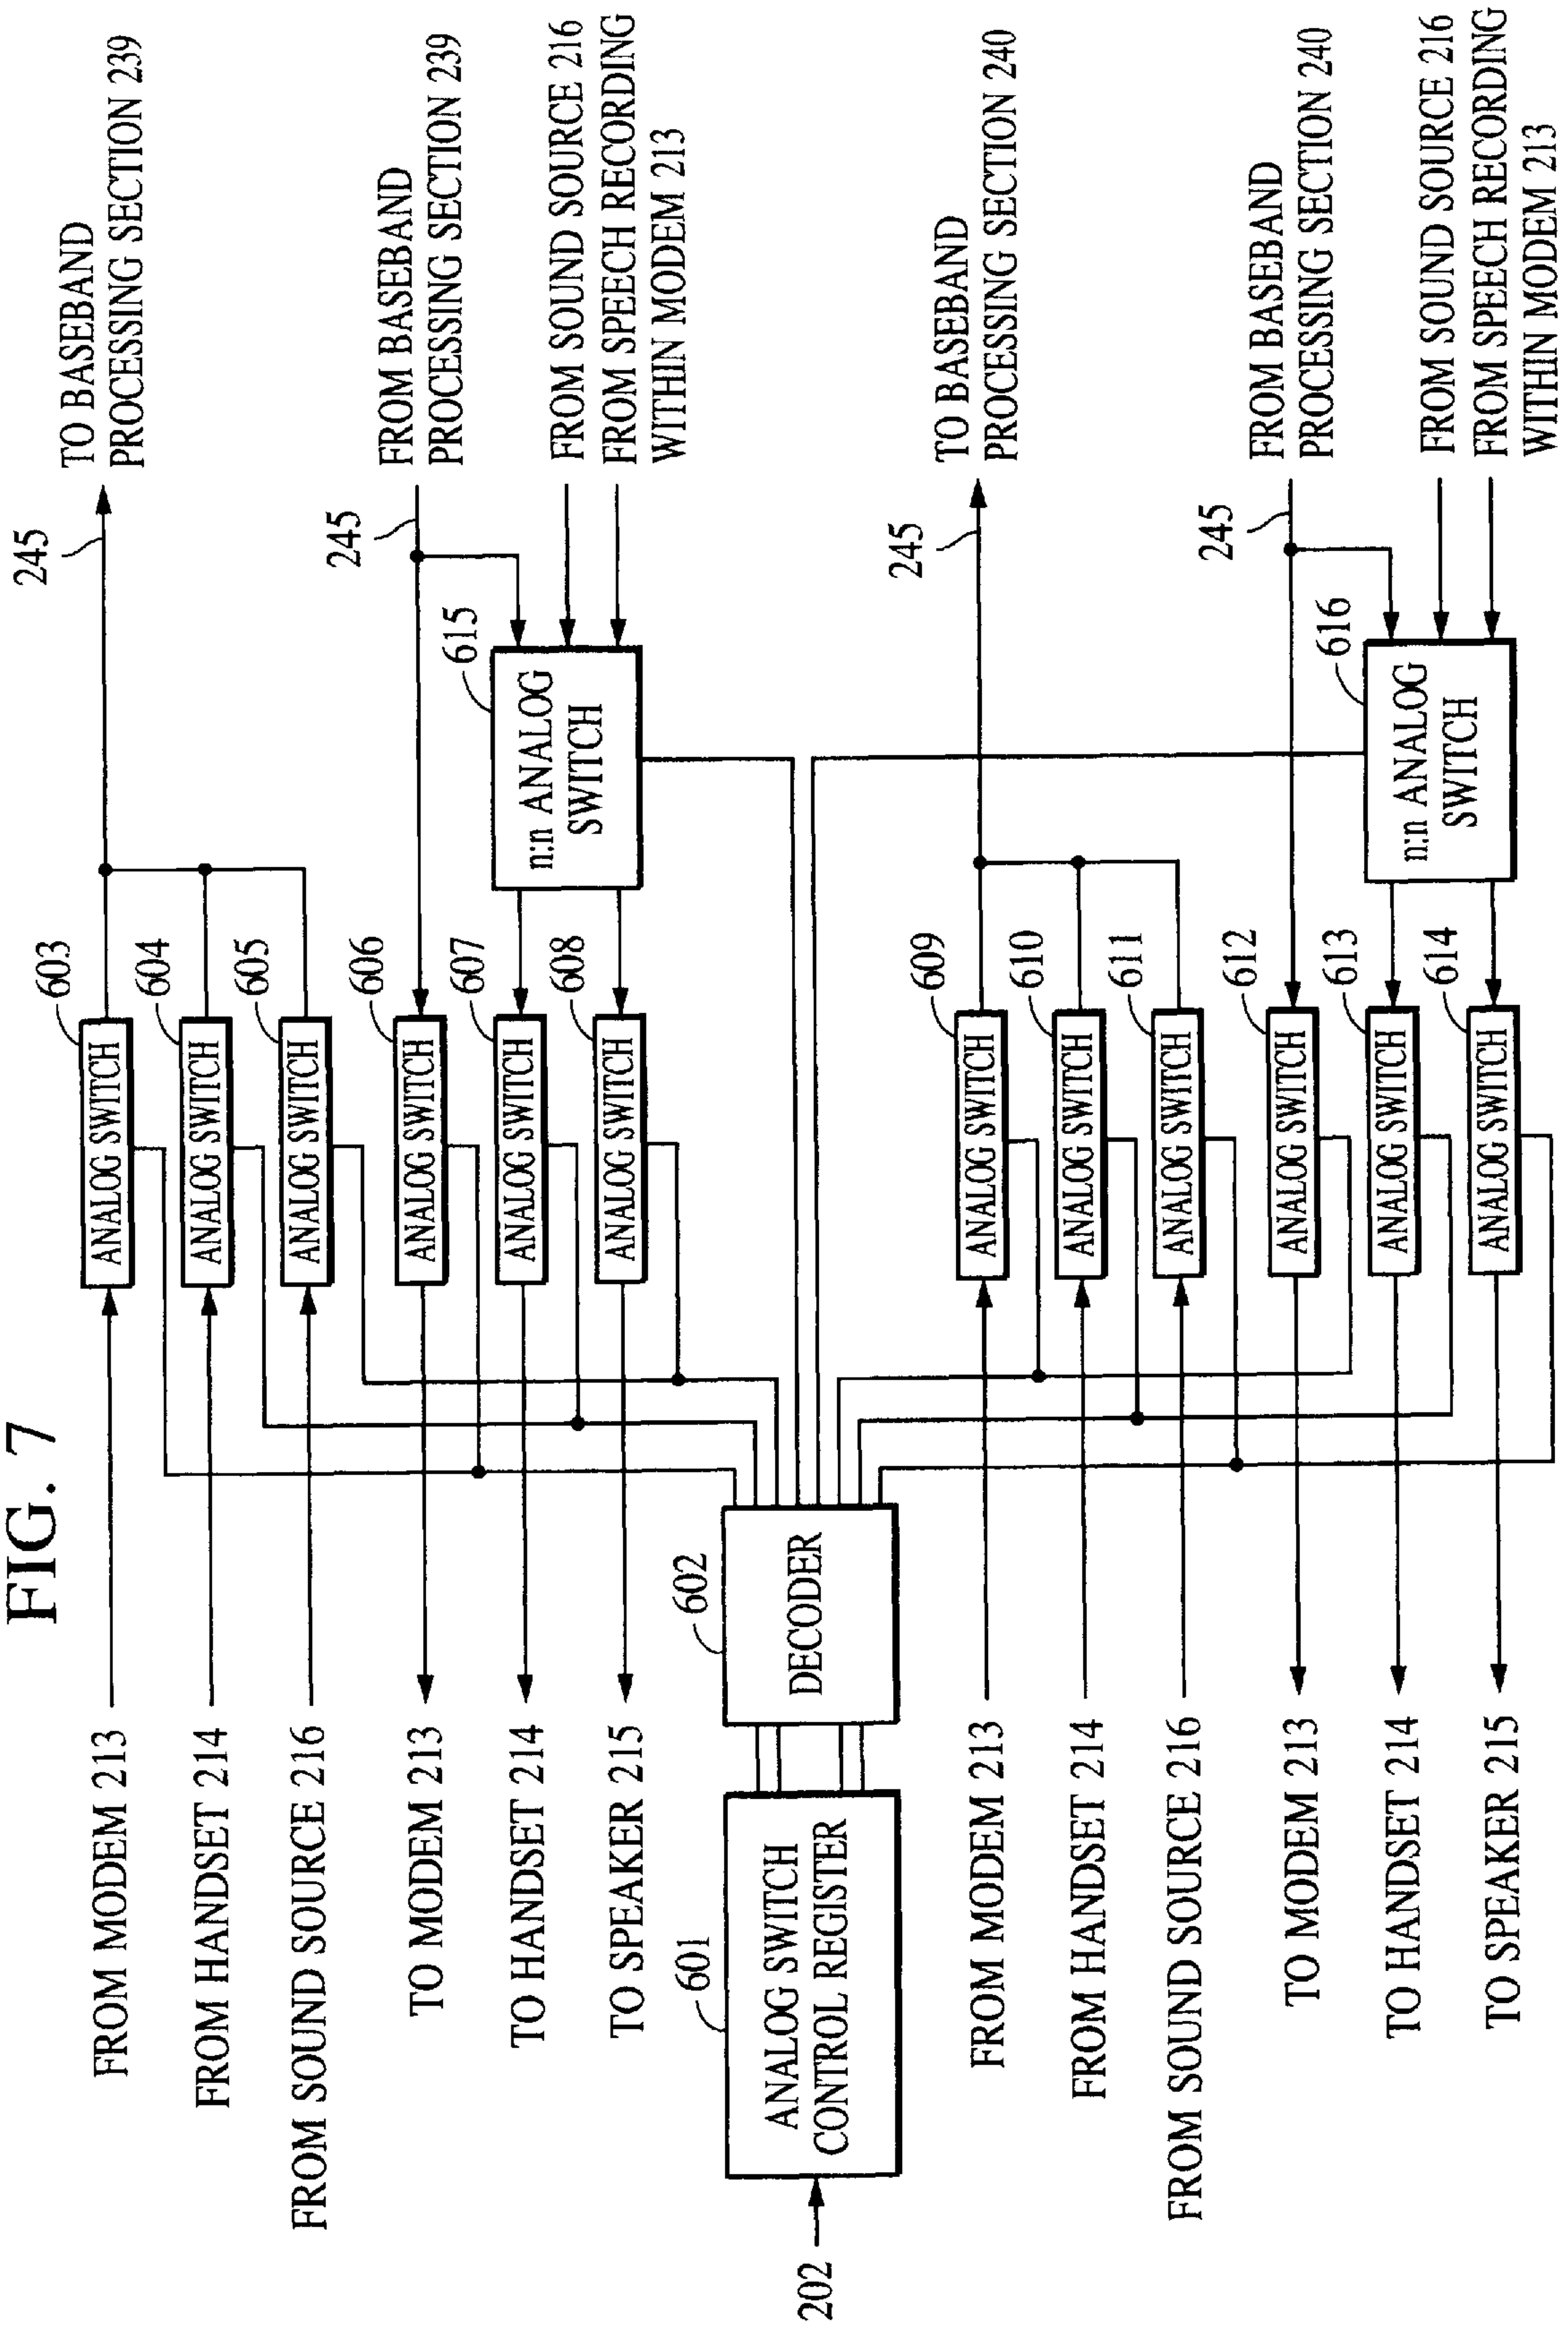 FIG. 7
FROM MODEM 213
603
ANALOG SWITCH
245
TO BASEBAND
PROCESSING SECTION 239
FROM HANDSET 214
604
ANALOG SWITCH
FROM SOUND SOURCE 216
605
ANALOG SWITCH
TO MODEM 213
606
ANALOG SWITCH
245
FROM BASEBAND
PROCESSING SECTION 239
TO HANDSET 214
607
ANALOG SWITCH
TO SPEAKER 215
608
ANALOG SWITCH
615
n:n ANALOG
SWITCH
FROM SOUND SOURCE 216
FROM SPEECH RECORDING
WITHIN MODEM 213
202
601
ANALOG SWITCH
CONTROL REGISTER
602
DECODER
FROM MODEM 213
609
ANALOG SWITCH
245
TO BASEBAND
PROCESSING SECTION 240
FROM HANDSET 214
610
ANALOG SWITCH
FROM SOUND SOURCE 216
611
ANALOG SWITCH
TO MODEM 213
612
ANALOG SWITCH
245
FROM BASEBAND
PROCESSING SECTION 240
TO HANDSET 214
613
ANALOG SWITCH
TO SPEAKER 215
614
ANALOG SWITCH
616
n:n ANALOG
SWITCH
FROM SOUND SOURCE 216
FROM SPEECH RECORDING
WITHIN MODEM 213